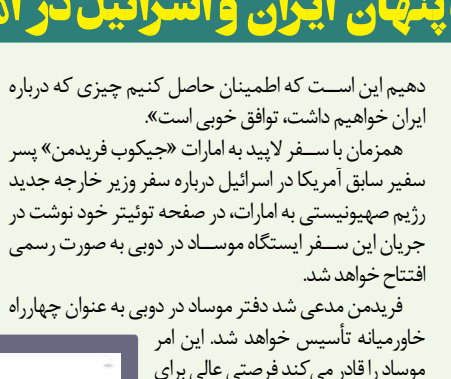 پنهان ایران و اسرائیل در
دهیم این است که اطمینان حاصل کنیم چیزی که درباره
ایران خواهیم داشت، توافق خوبی است».
همزمان با سفر لاپید به امارات «جیکوب فریدمن» پسر
سفیر سابق آمریکا در اسرائیل درباره سفر وزیر خارجه جدید
رژیم صهیونیستی به امارات، در صفحه توئیتر خود نوشت در
جریان این سفر ایستگاه موساد در دوبی به صورت رسمی
افتتاح خواهد شد.
فریدمن مدعی شد دفتر موساد در دوبی به عنوان چهارراه
خاورمیانه تأسیس خواهد شد. این امر
موساد را قادر می‌کند فرصتی عالی برای